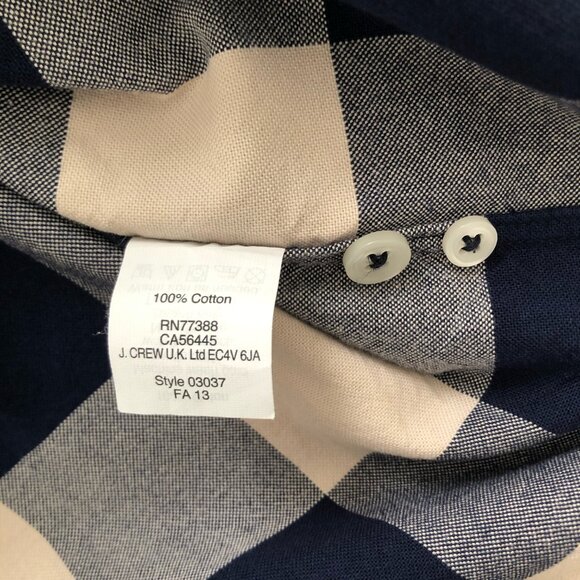 100% Cotton
RN77388
CA56445
J. CREW U.K. Ltd EC4V 6JA
Style 03037
FA 13